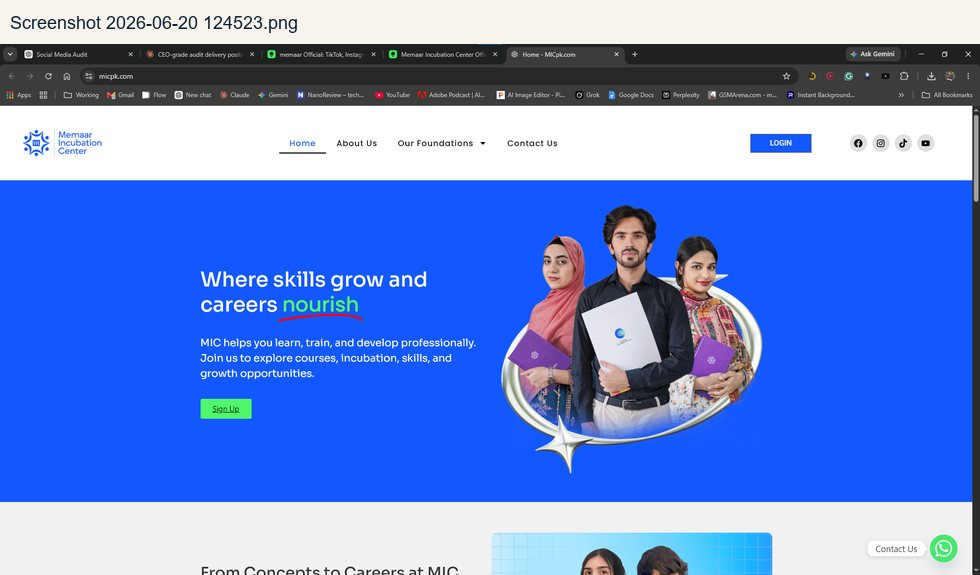 Screenshot 2026-06-20 124523.png
Social Media Audit
CEO-grade audit delivery posi
memaar Official: TikTok, Instag
Memaar Incubation Center Off
Home - MICpk.com
Ask Gemini
micpk.com
Apps
Working
Gmail
Flow
New chat
Claude
Gemini
NanoReview – tech...
YouTube
Adobe Podcast | AI...
AI Image Editor - Pi...
Grok
Google Docs
Perplexity
GSMArena.com - m...
Instant Background...
All Bookmarks
Memaar
Incubation
Center
Home
About Us
Our Foundations
Contact Us
LOGIN
Where skills grow and
careers nourish
MIC helps you learn, train, and develop professionally.
Join us to explore courses, incubation, skills, and
growth opportunities.
Sign Up
Contact Us
From Concepts to Careers at MIC